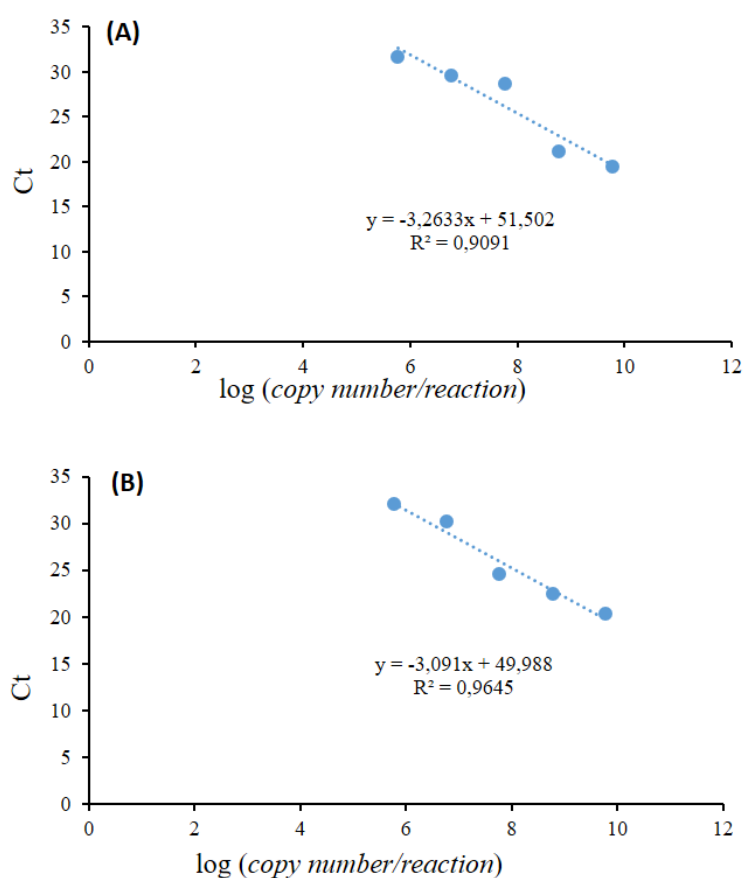 (A)
35
30
25
20
15
10
5
0
Ct
y = -3,2633x + 51,502
R² = 0,9091
0 2 4 6 8 10 12
log (copy number/reaction)
(B)
35
30
25
20
15
10
5
0
Ct
y = -3,091x + 49,988
R² = 0,9645
0 2 4 6 8 10 12
log (copy number/reaction)